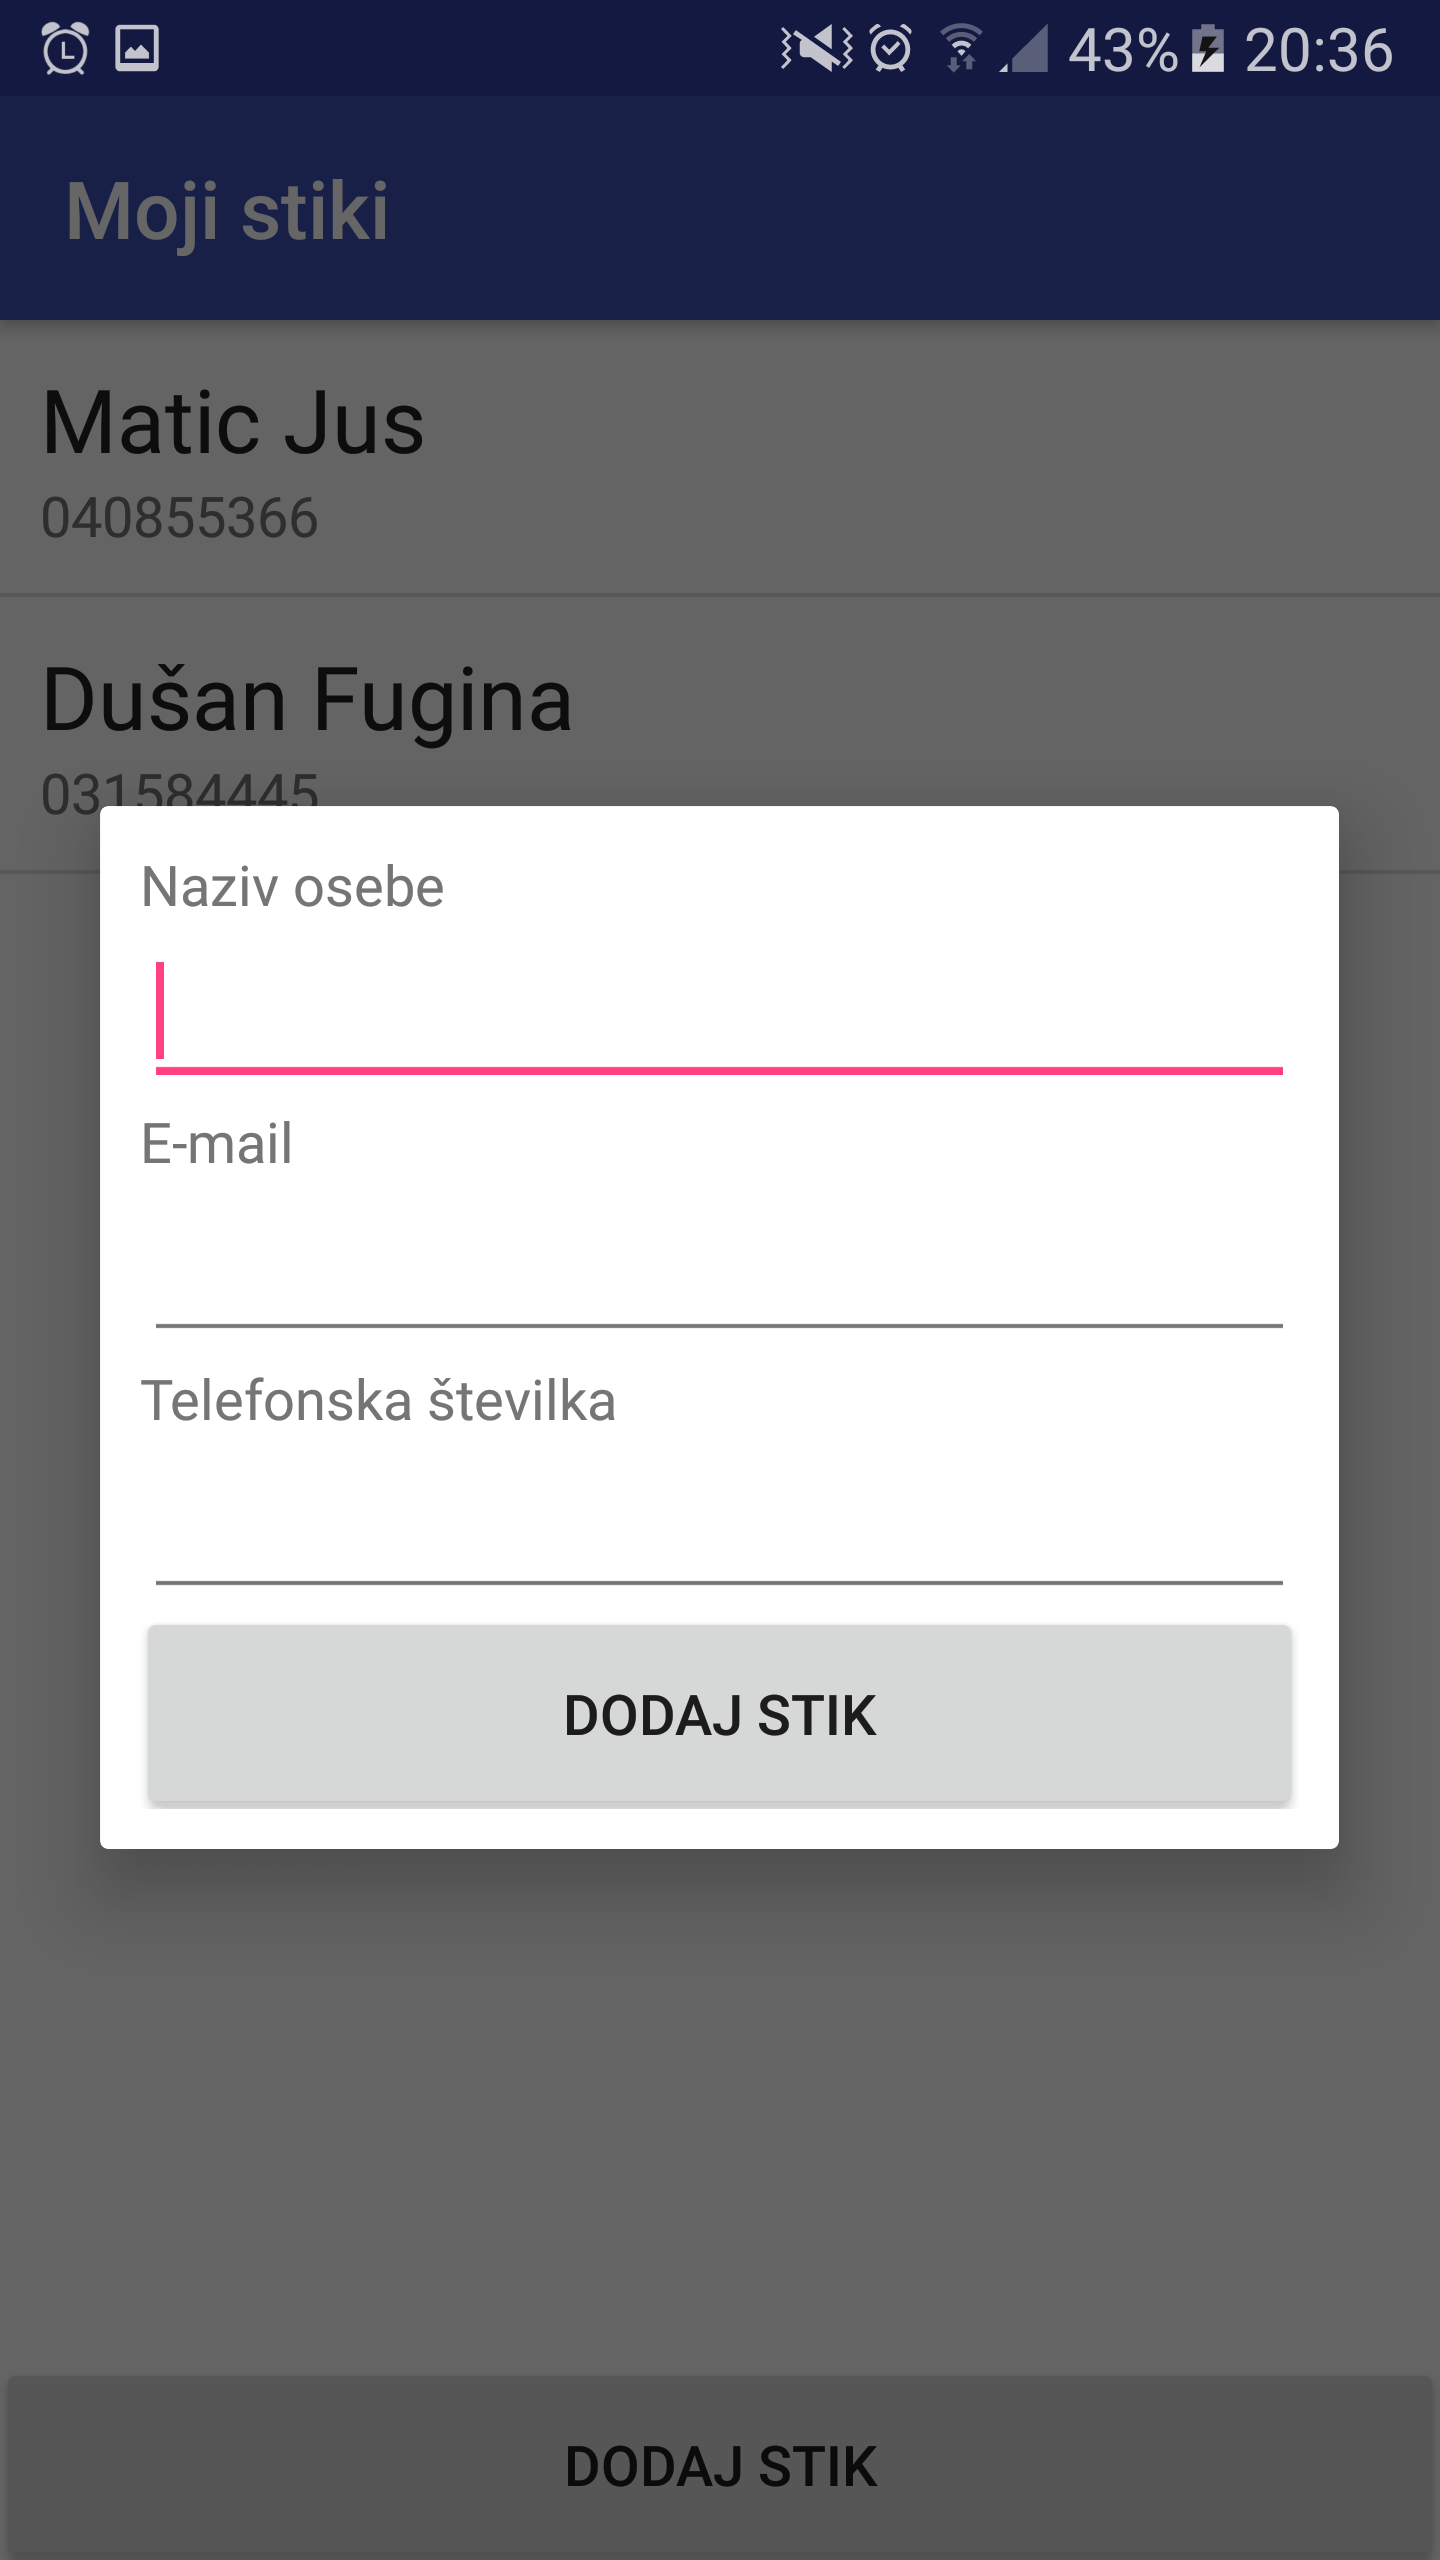 43% 20:36
Moji stiki
Matic Jus
040855366
Dušan Fugina
031584445
Naziv osebe
E-mail
Telefonska številka
DODAJ STIK
DODAJ STIK